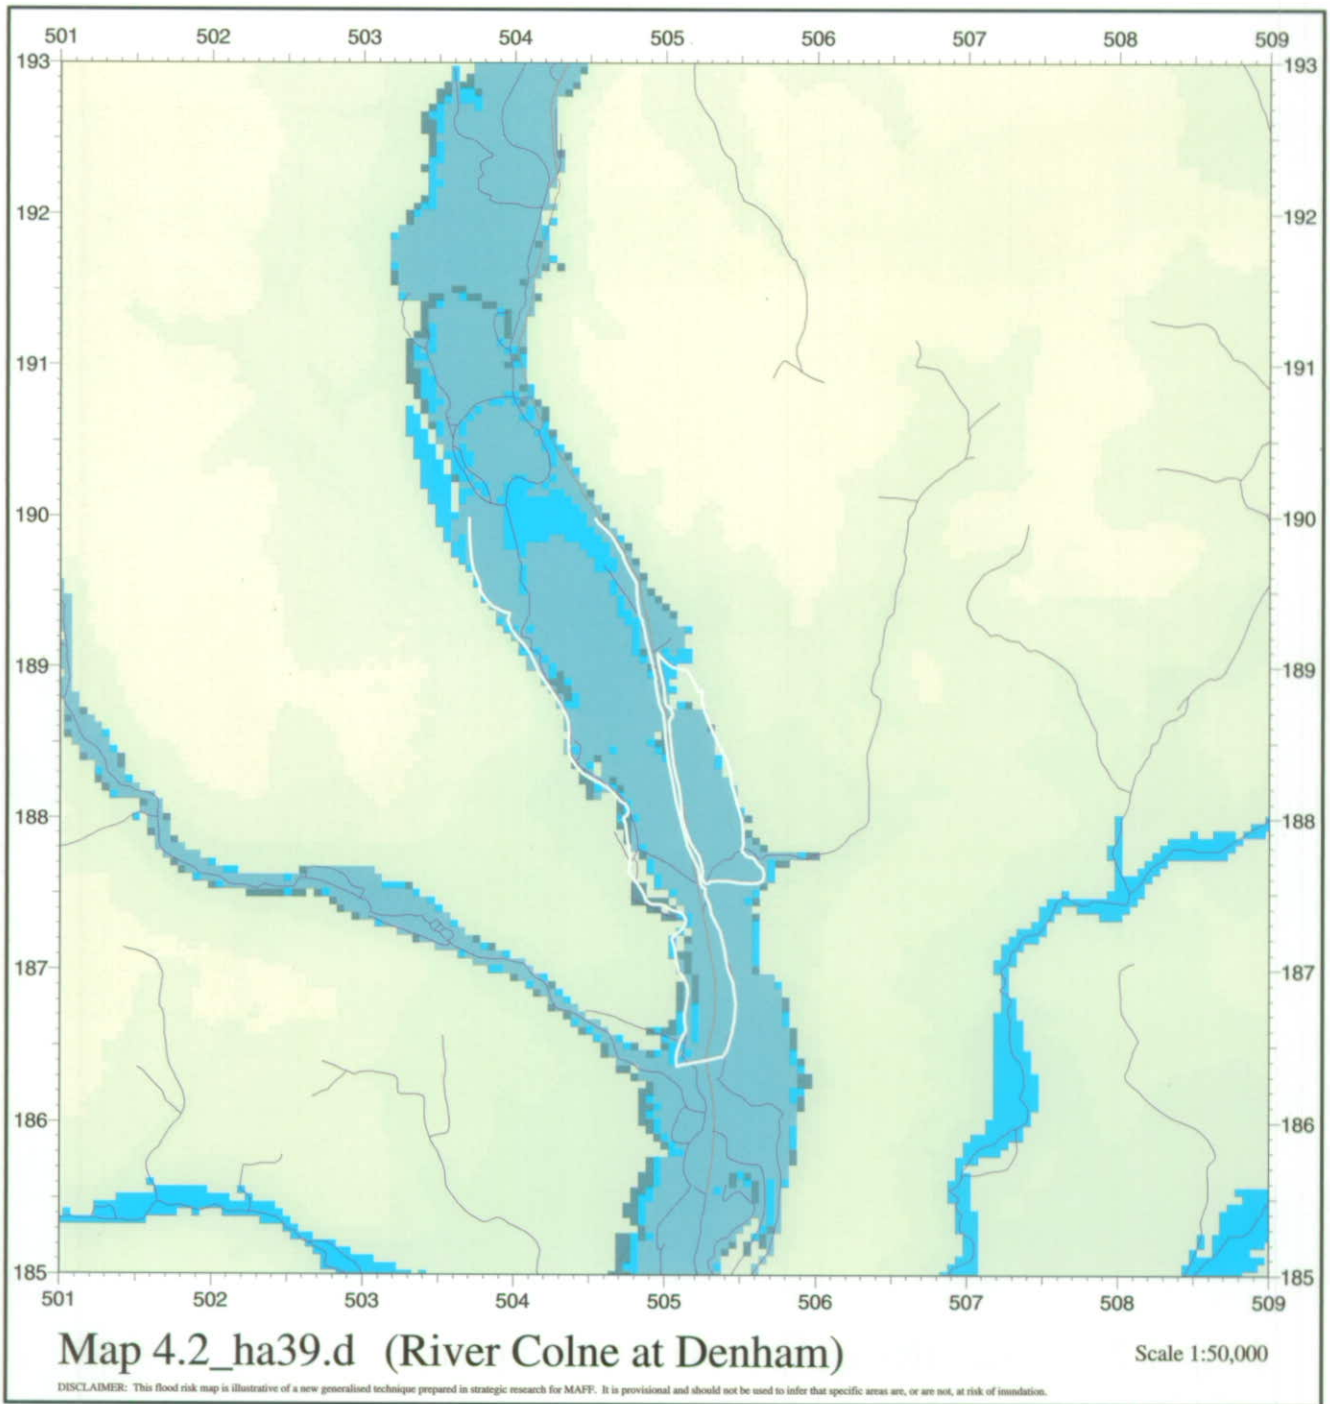 501 502 503 504 505 506 507 508 509
193 193
192 192
191 191
190 190
189 189
188 188
187 187
186 186
185 185
501 502 503 504 505 506 507 508 509
Map 4.2_ha39.d (River Colne at Denham) Scale 1:50,000
DISCLAIMER: This flood risk map is illustrative of a new generalised technique prepared in strategic research for MAFF. It is provisional and should not be used to infer that specific areas are, or are not, at risk of inundation.